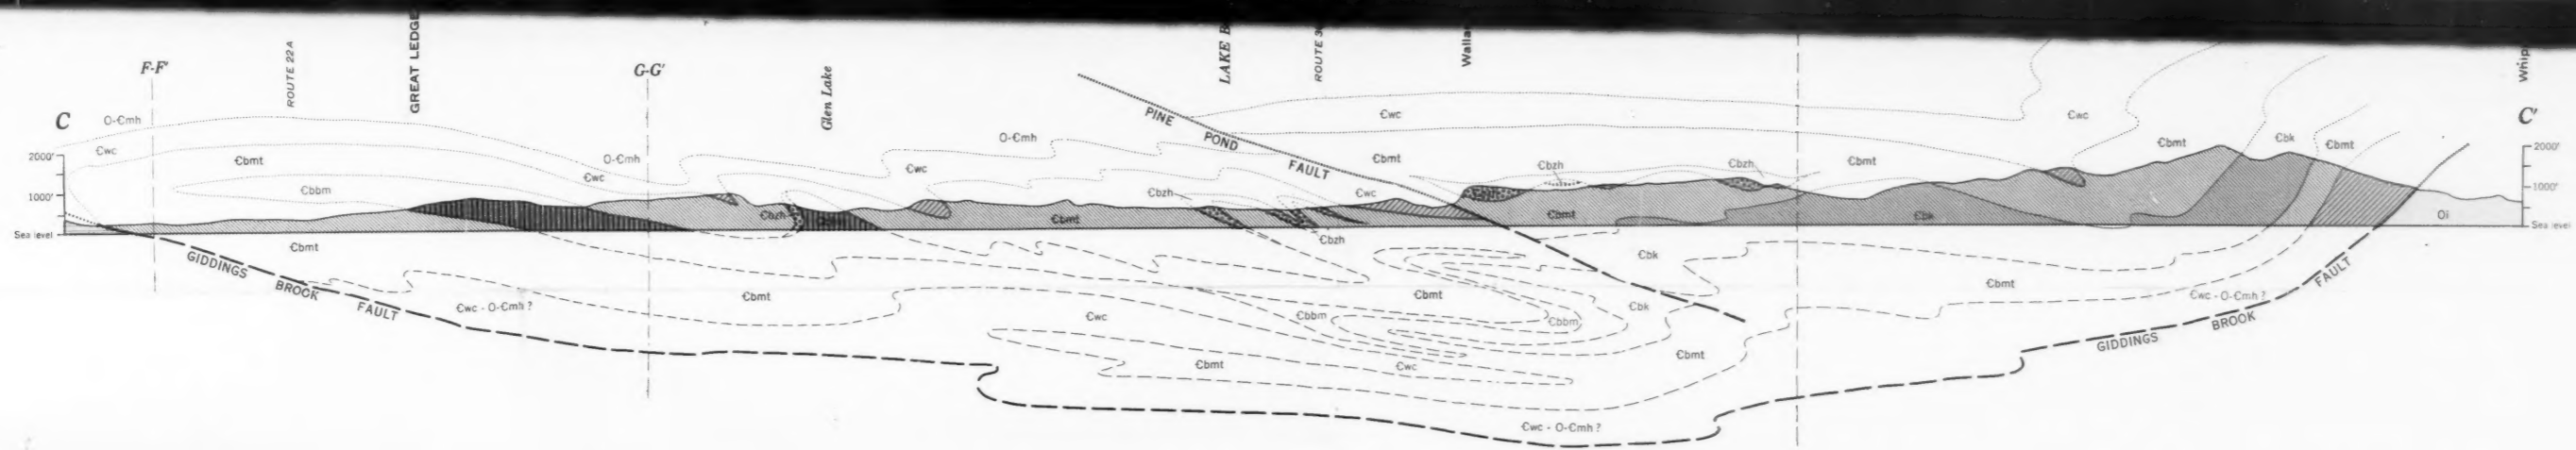 F-F'
ROUTE 22A
GREAT LEDGE
G-G'
Glen Lake
LAKE
ROUTE
C
C'
O-Ꞓmh
Ꞓwc
Ꞓbmt
Ꞓbbm
O-Ꞓmh
Ꞓwc
Ꞓwc
O-Ꞓmh
PINE POND FAULT
Ꞓwc
Ꞓbmt
Ꞓbzh
Ꞓbzh
Ꞓbmt
Ꞓwc
Ꞓbmt
Ꞓbk
Ꞓbmt
2000'
1000'
Sea level
2000'
1000'
Sea level
Ꞓbzh
Ꞓbmt
Ꞓbzh
Ꞓwc
Ꞓbzh
Ꞓbmt
Ꞓbk
Oi
Ꞓbmt
GIDDINGS BROOK FAULT
Ꞓwc - O-Ꞓmh ?
Ꞓbmt
Ꞓwc
Ꞓbbm
Ꞓbmt
Ꞓbbm
Ꞓbk
Ꞓbk
Ꞓbmt
Ꞓwc - O-Ꞓmh ?
Ꞓbmt
Ꞓwc
Ꞓbmt
GIDDINGS BROOK FAULT
Ꞓwc - O-Ꞓmh ?